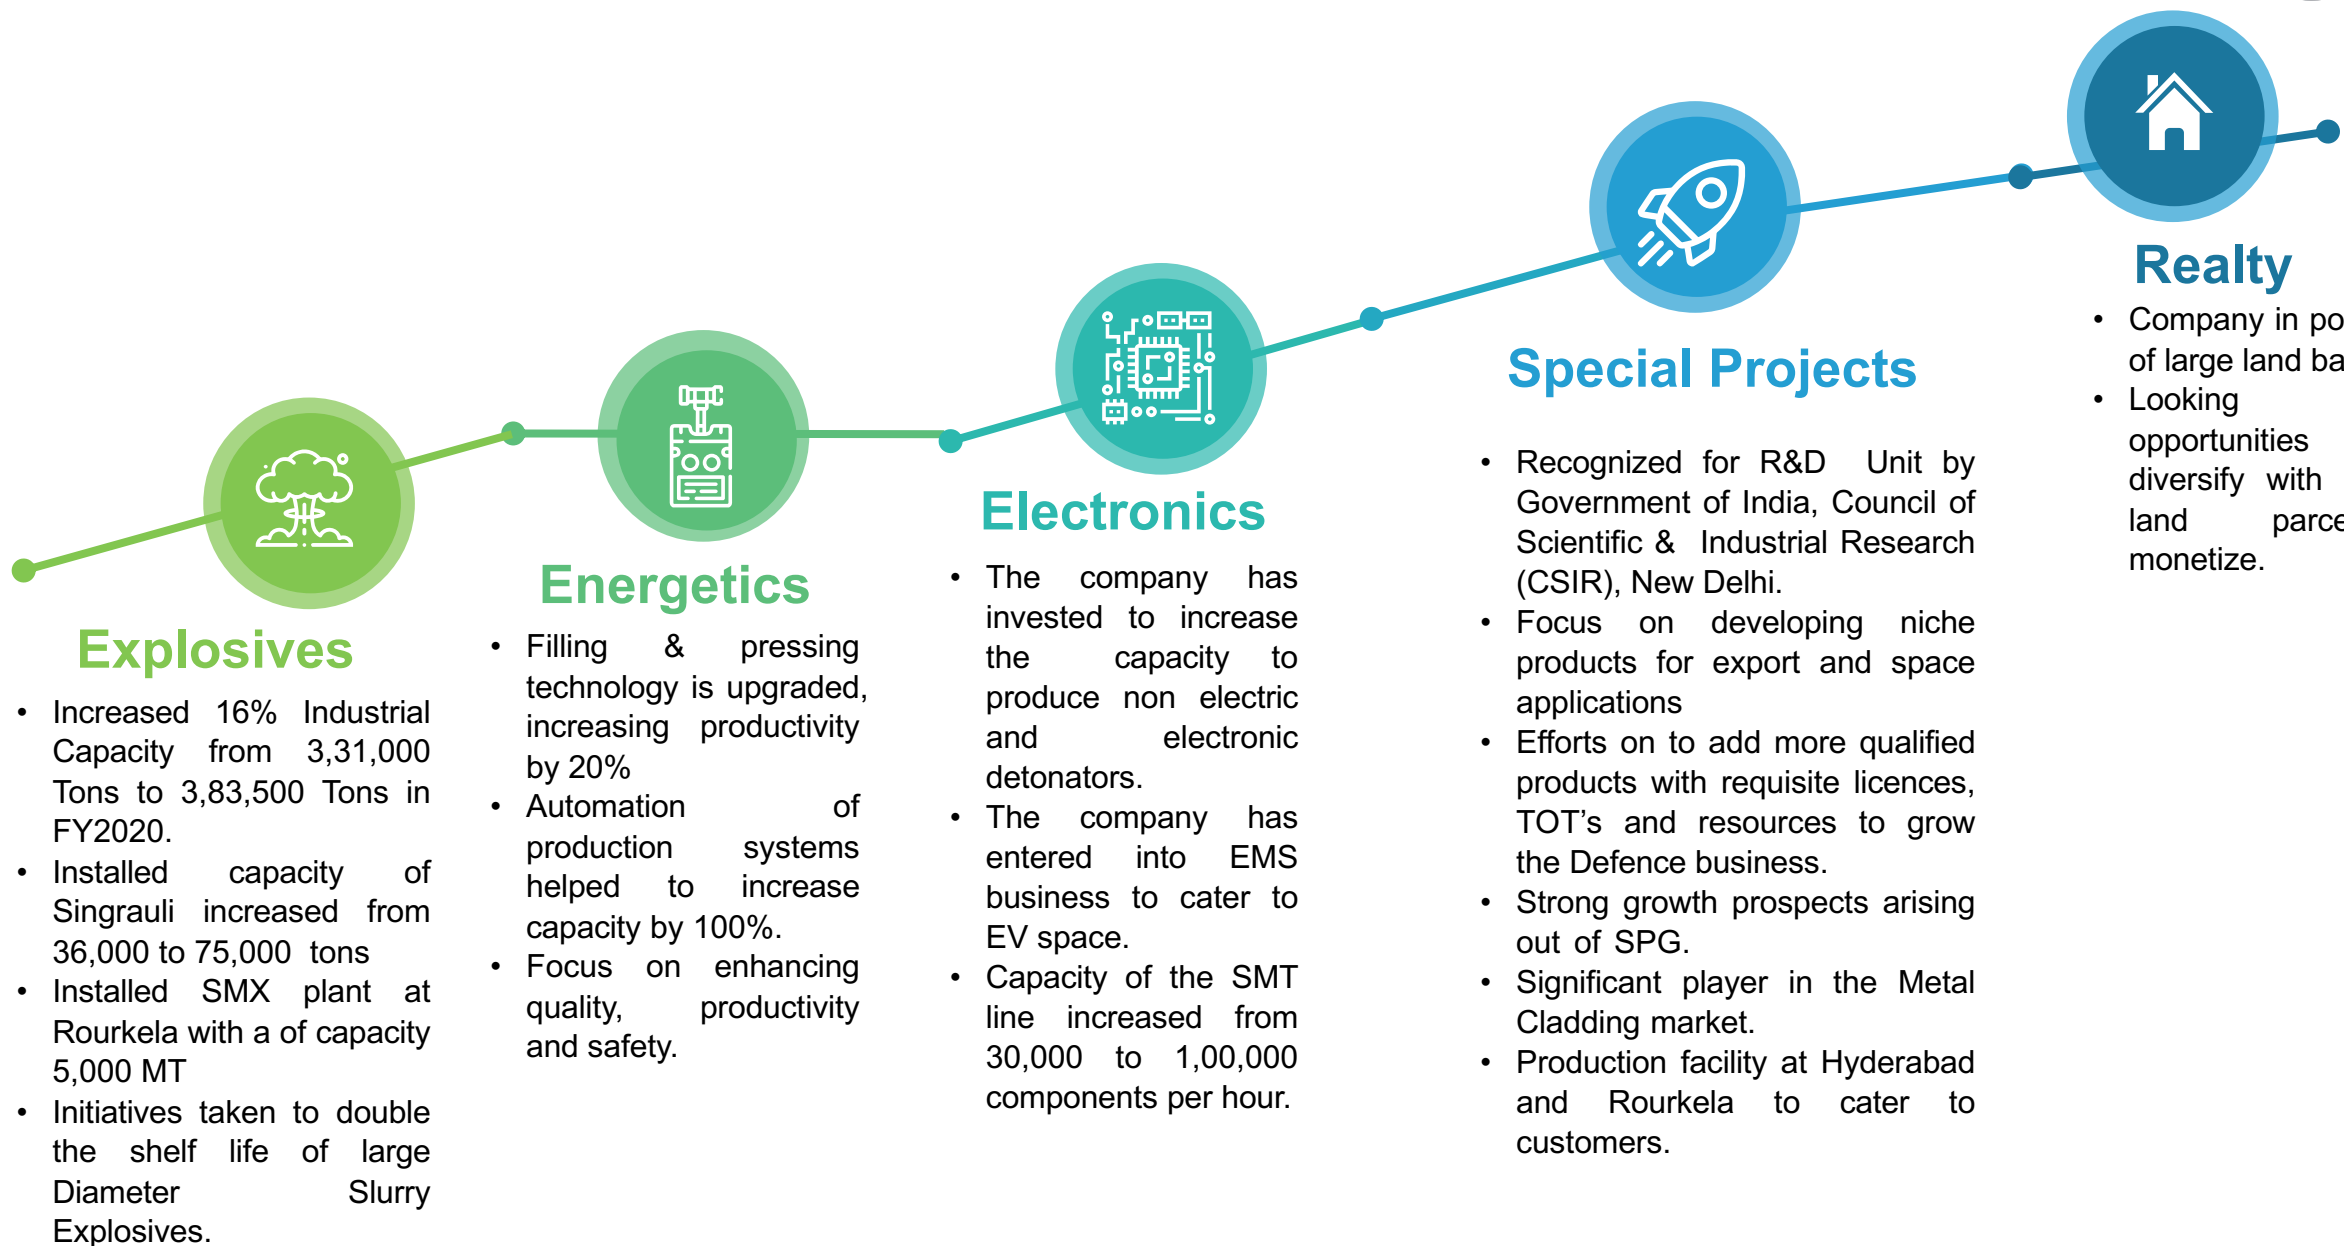 Explosives
• Increased 16% Industrial
Capacity from 3,31,000
Tons to 3,83,500 Tons in
FY2020.
• Installed capacity of
Singrauli increased from
36,000 to 75,000 tons
• Installed SMX plant at
Rourkela with a of capacity
5,000 MT
• Initiatives taken to double
the shelf life of large
Diameter Slurry
Explosives.
Energetics
• Filling & pressing
technology is upgraded,
increasing productivity
by 20%
• Automation of
production systems
helped to increase
capacity by 100%.
• Focus on enhancing
quality, productivity
and safety.
Electronics
• The company has
invested to increase
the capacity to
produce non electric
and electronic
detonators.
• The company has
entered into EMS
business to cater to
EV space.
• Capacity of the SMT
line increased from
30,000 to 1,00,000
components per hour.
Special Projects
• Recognized for R&D Unit by
Government of India, Council of
Scientific & Industrial Research
(CSIR), New Delhi.
• Focus on developing niche
products for export and space
applications
• Efforts on to add more qualified
products with requisite licences,
TOT’s and resources to grow
the Defence business.
• Strong growth prospects arising
out of SPG.
• Significant player in the Metal
Cladding market.
• Production facility at Hyderabad
and Rourkela to cater to
customers.
Realty
• Company in
of large land
• Looking
opportunities
diversify with
land
monetize.